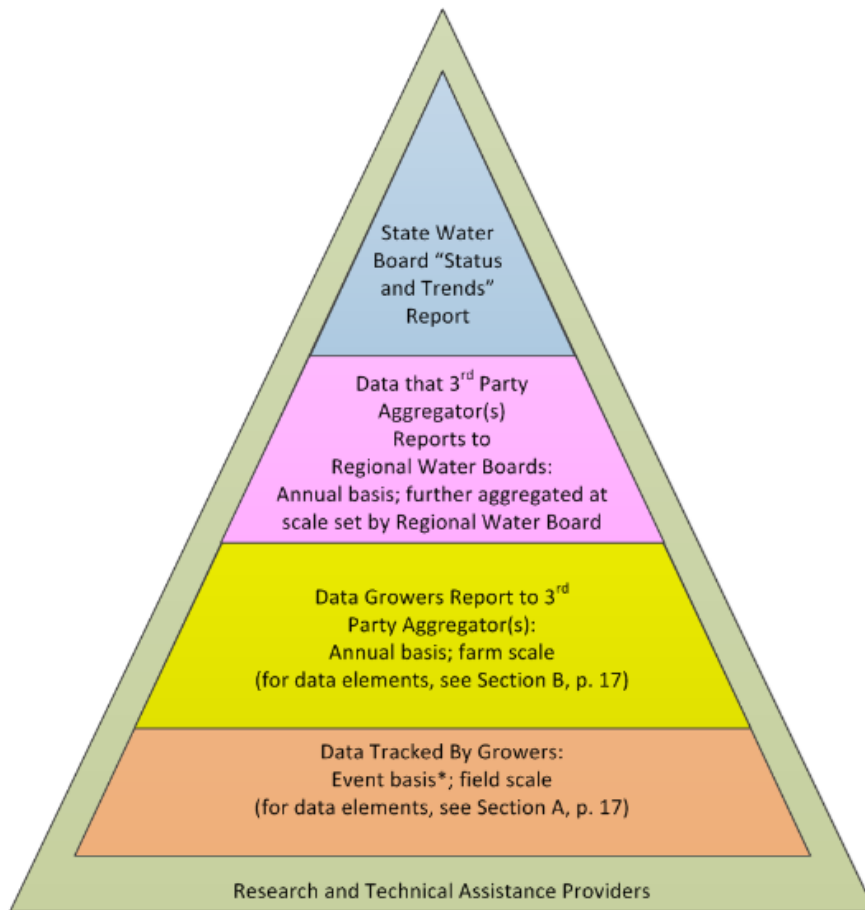 State Water
Board “Status
and Trends”
Report
Data that 3rd Party
Aggregator(s)
Reports to
Regional Water Boards:
Annual basis; further aggregated at
scale set by Regional Water Board
Data Growers Report to 3rd
Party Aggregator(s):
Annual basis; farm scale
(for data elements, see Section B, p. 17)
Data Tracked By Growers:
Event basis*; field scale
(for data elements, see Section A, p. 17)
Research and Technical Assistance Providers